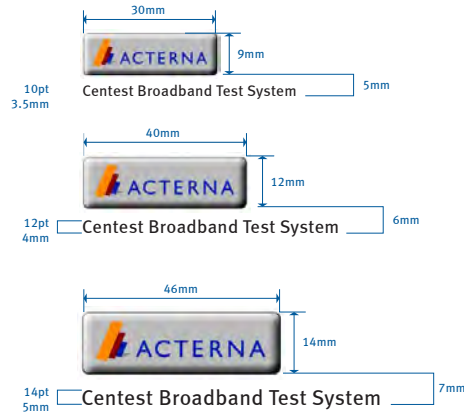 30mm
ACTERNA
9mm
10pt
3.5mm
Centest Broadband Test System
5mm
40mm
ACTERNA
12mm
12pt
4mm
Centest Broadband Test System
6mm
46mm
ACTERNA
14mm
14pt
5mm
Centest Broadband Test System
7mm